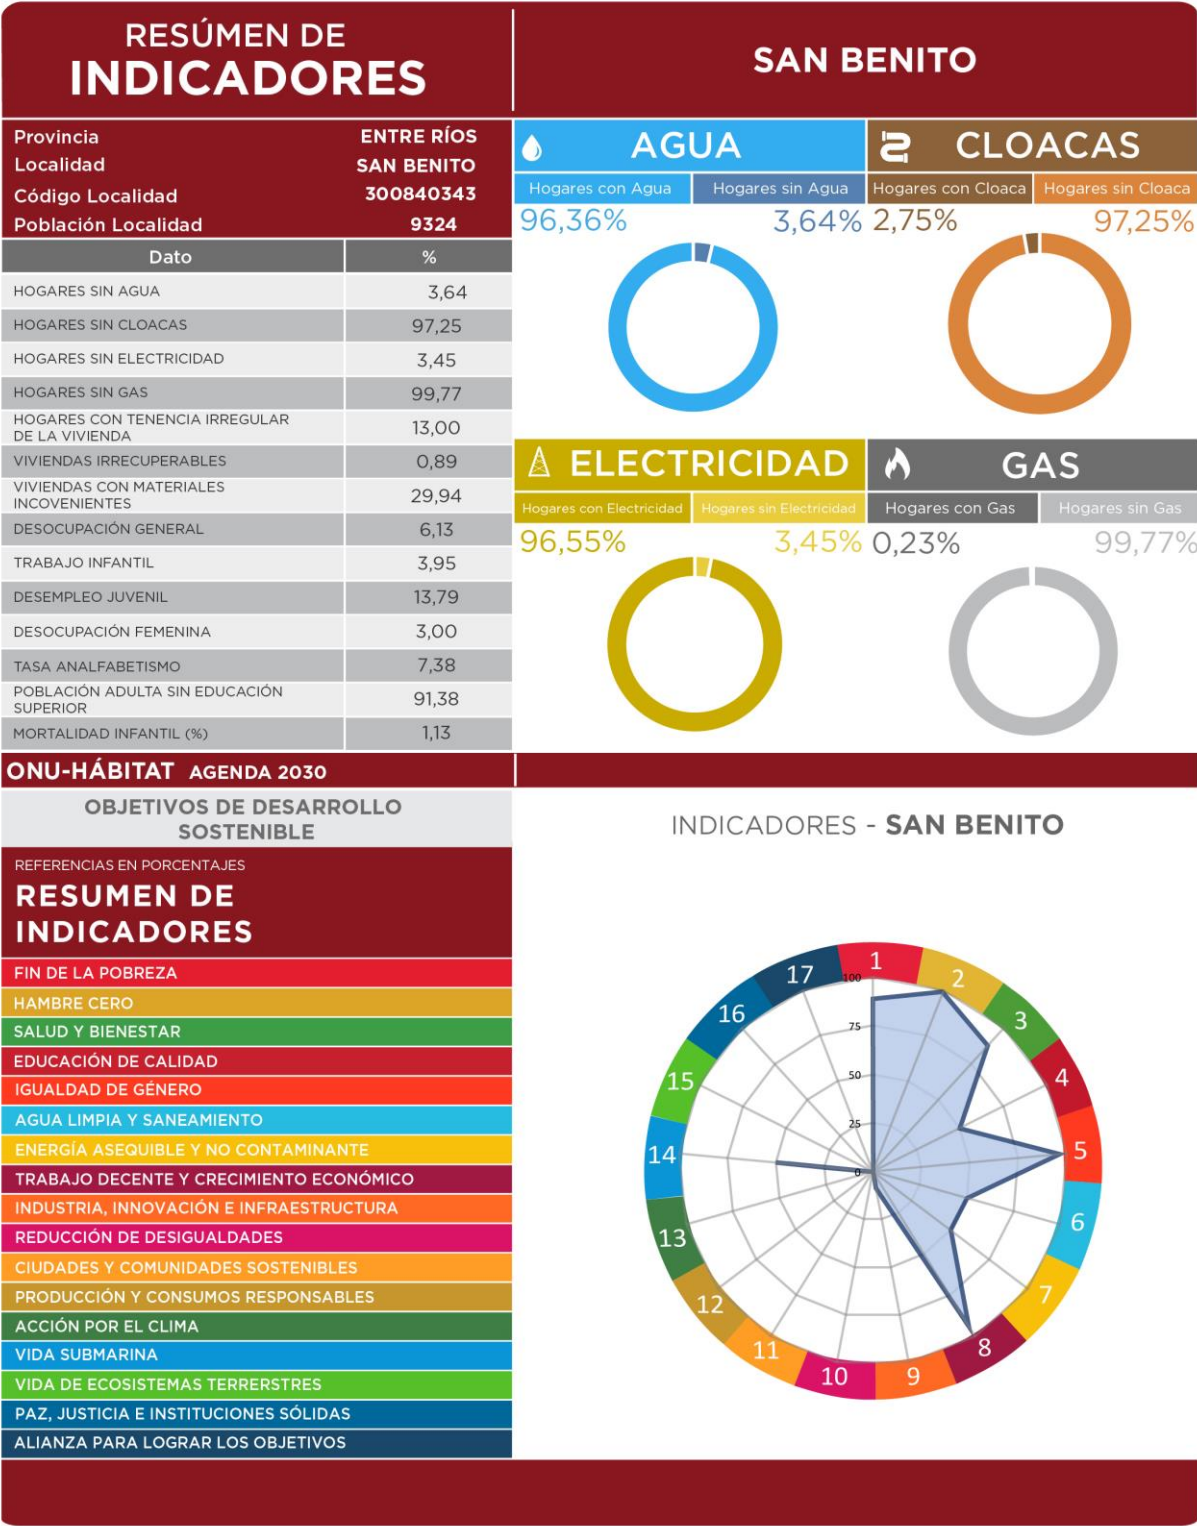 RESÚMEN DE
INDICADORES
SAN BENITO
Provincia ENTRE RÍOS
Localidad SAN BENITO
Código Localidad 300840343
Población Localidad 9324
Dato %
HOGARES SIN AGUA 3,64
HOGARES SIN CLOACAS 97,25
HOGARES SIN ELECTRICIDAD 3,45
HOGARES SIN GAS 99,77
HOGARES CON TENENCIA IRREGULAR
DE LA VIVIENDA 13,00
VIVIENDAS IRRECUPERABLES 0,89
VIVIENDAS CON MATERIALES
INCOVENIENTES 29,94
DESOCUPACIÓN GENERAL 6,13
TRABAJO INFANTIL 3,95
DESEMPLEO JUVENIL 13,79
DESOCUPACIÓN FEMENINA 3,00
TASA ANALFABETISMO 7,38
POBLACIÓN ADULTA SIN EDUCACIÓN
SUPERIOR 91,38
MORTALIDAD INFANTIL (%) 1,13
AGUA
Hogares con Agua Hogares sin Agua
96,36% 3,64%
CLOACAS
Hogares con Cloaca Hogares sin Cloaca
2,75% 97,25%
ELECTRICIDAD
Hogares con Electricidad Hogares sin Electricidad
96,55% 3,45%
GAS
Hogares con Gas Hogares sin Gas
0,23% 99,77%
ONU-HÁBITAT AGENDA 2030
OBJETIVOS DE DESARROLLO
SOSTENIBLE
REFERENCIAS EN PORCENTAJES
RESUMEN DE
INDICADORES
FIN DE LA POBREZA
HAMBRE CERO
SALUD Y BIENESTAR
EDUCACIÓN DE CALIDAD
IGUALDAD DE GÉNERO
AGUA LIMPIA Y SANEAMIENTO
ENERGÍA ASEQUIBLE Y NO CONTAMINANTE
TRABAJO DECENTE Y CRECIMIENTO ECONÓMICO
INDUSTRIA, INNOVACIÓN E INFRAESTRUCTURA
REDUCCIÓN DE DESIGUALDADES
CIUDADES Y COMUNIDADES SOSTENIBLES
PRODUCCIÓN Y CONSUMOS RESPONSABLES
ACCIÓN POR EL CLIMA
VIDA SUBMARINA
VIDA DE ECOSISTEMAS TERRERSTRES
PAZ, JUSTICIA E INSTITUCIONES SÓLIDAS
ALIANZA PARA LOGRAR LOS OBJETIVOS
INDICADORES - SAN BENITO
1
2
3
4
5
6
7
8
9
10
11
12
13
14
15
16
17
100
75
50
25
0